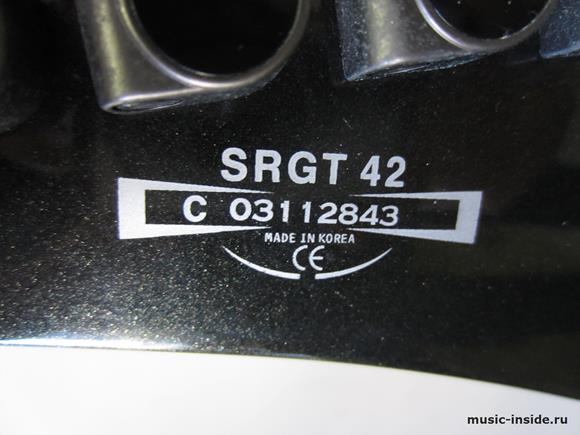 SRGT 42
C 03112843
MADE IN KOREA
CE
music-inside.ru